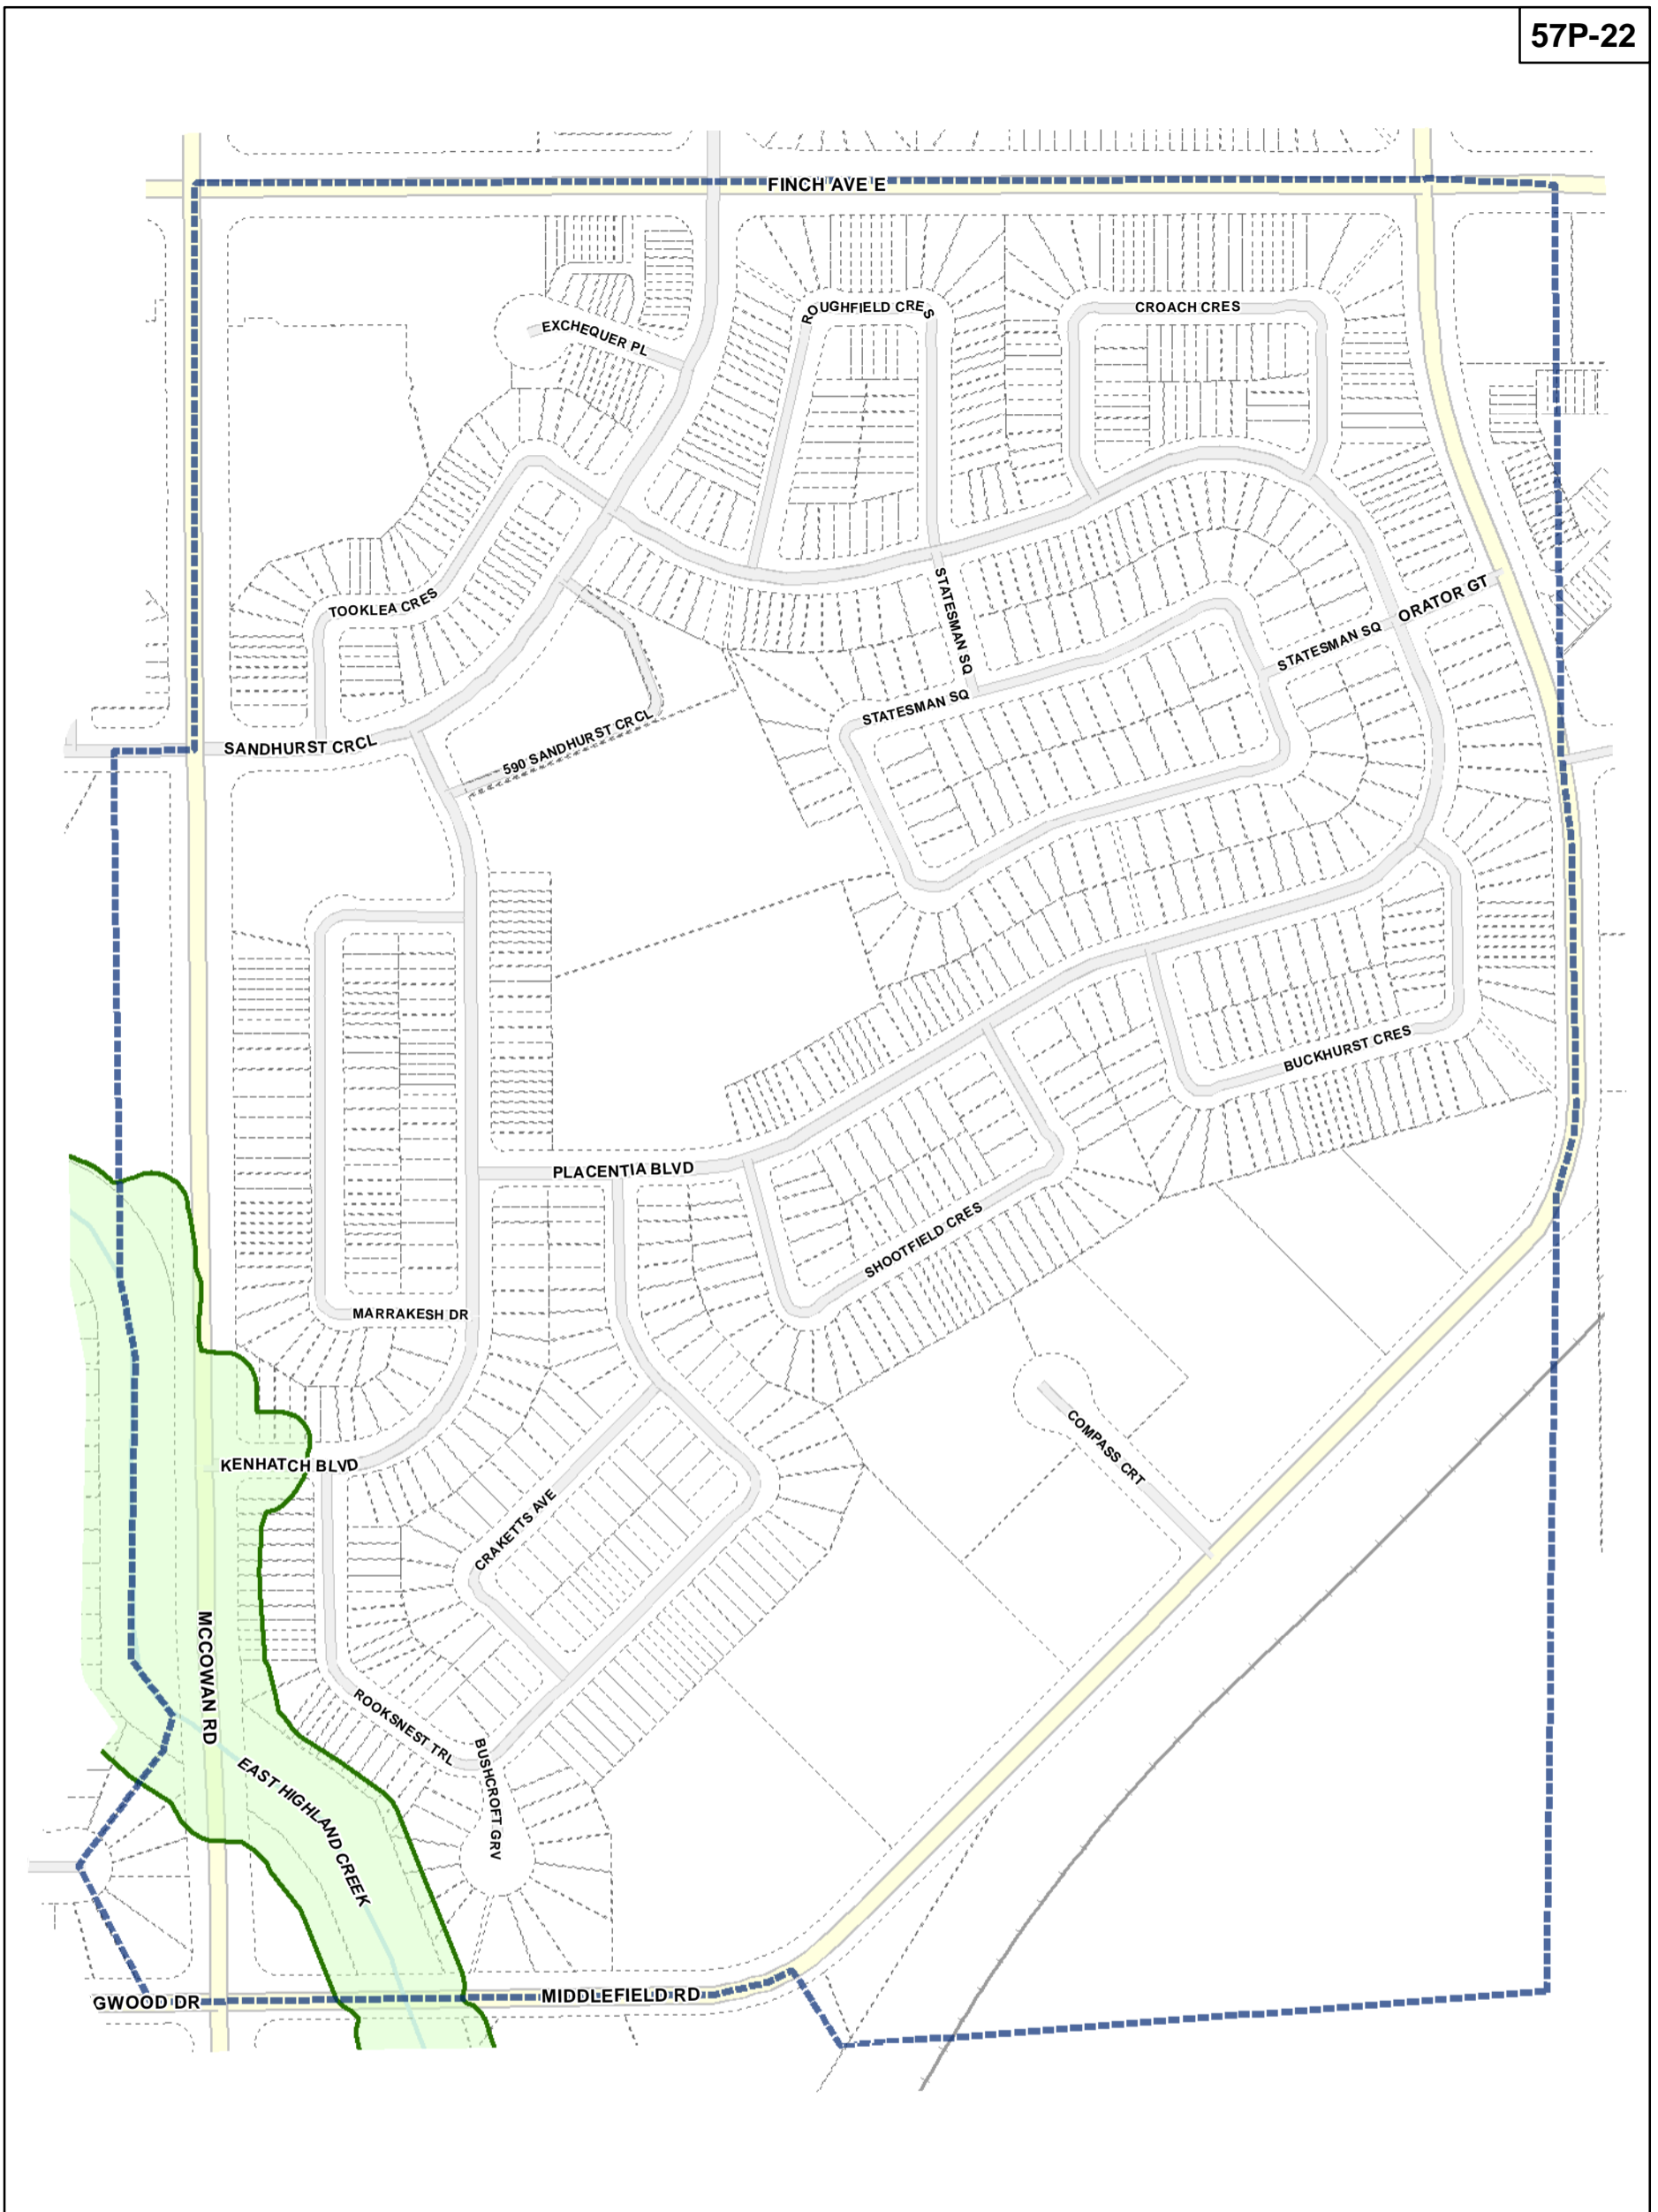 57P-22
FINCH AVE E
ROUGHFIELD CRES
CROACH CRES
EXCHEQUER PL
TOOKLEA CRES
STATESMAN SQ
ORATOR GT
STATESMAN SQ
STATESMAN SQ
SANDHURST CRCL
590 SANDHURST CRCL
BUCKHURST CRES
PLACENTIA BLVD
SHOOTFIELD CRES
MARRAKESH DR
COMPASS CRT
KENHATCH BLVD
CRAKETTS AVE
MCCOWAN RD
ROOKSNEST TRL
BUSHCROFT GRV
EAST HIGHLAND CREEK
GWOOD DR
MIDDLEFIELD RD